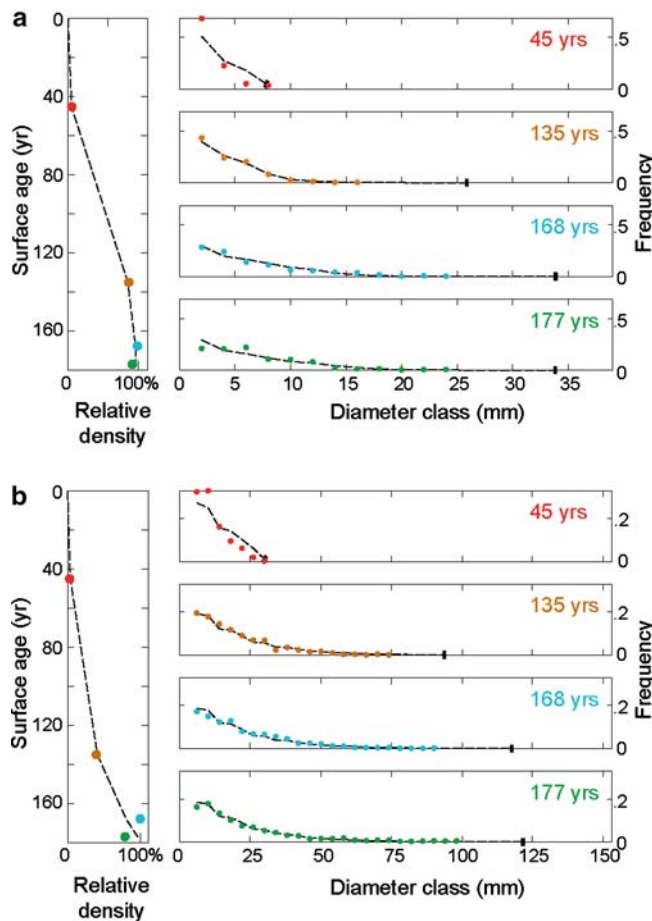 a
0
40
80
120
160
Surface age (yr)
0 100%
Relative
density
45 yrs
.5
0
135 yrs
.5
0
168 yrs
.5
0
177 yrs
.5
0
Frequency
0 5 10 15 20 25 30 35
Diameter class (mm)
b
0
40
80
120
160
Surface age (yr)
0 100%
Relative
density
45 yrs
.2
0
135 yrs
.2
0
168 yrs
.2
0
177 yrs
.2
0
Frequency
0 25 50 75 100 125 150
Diameter class (mm)